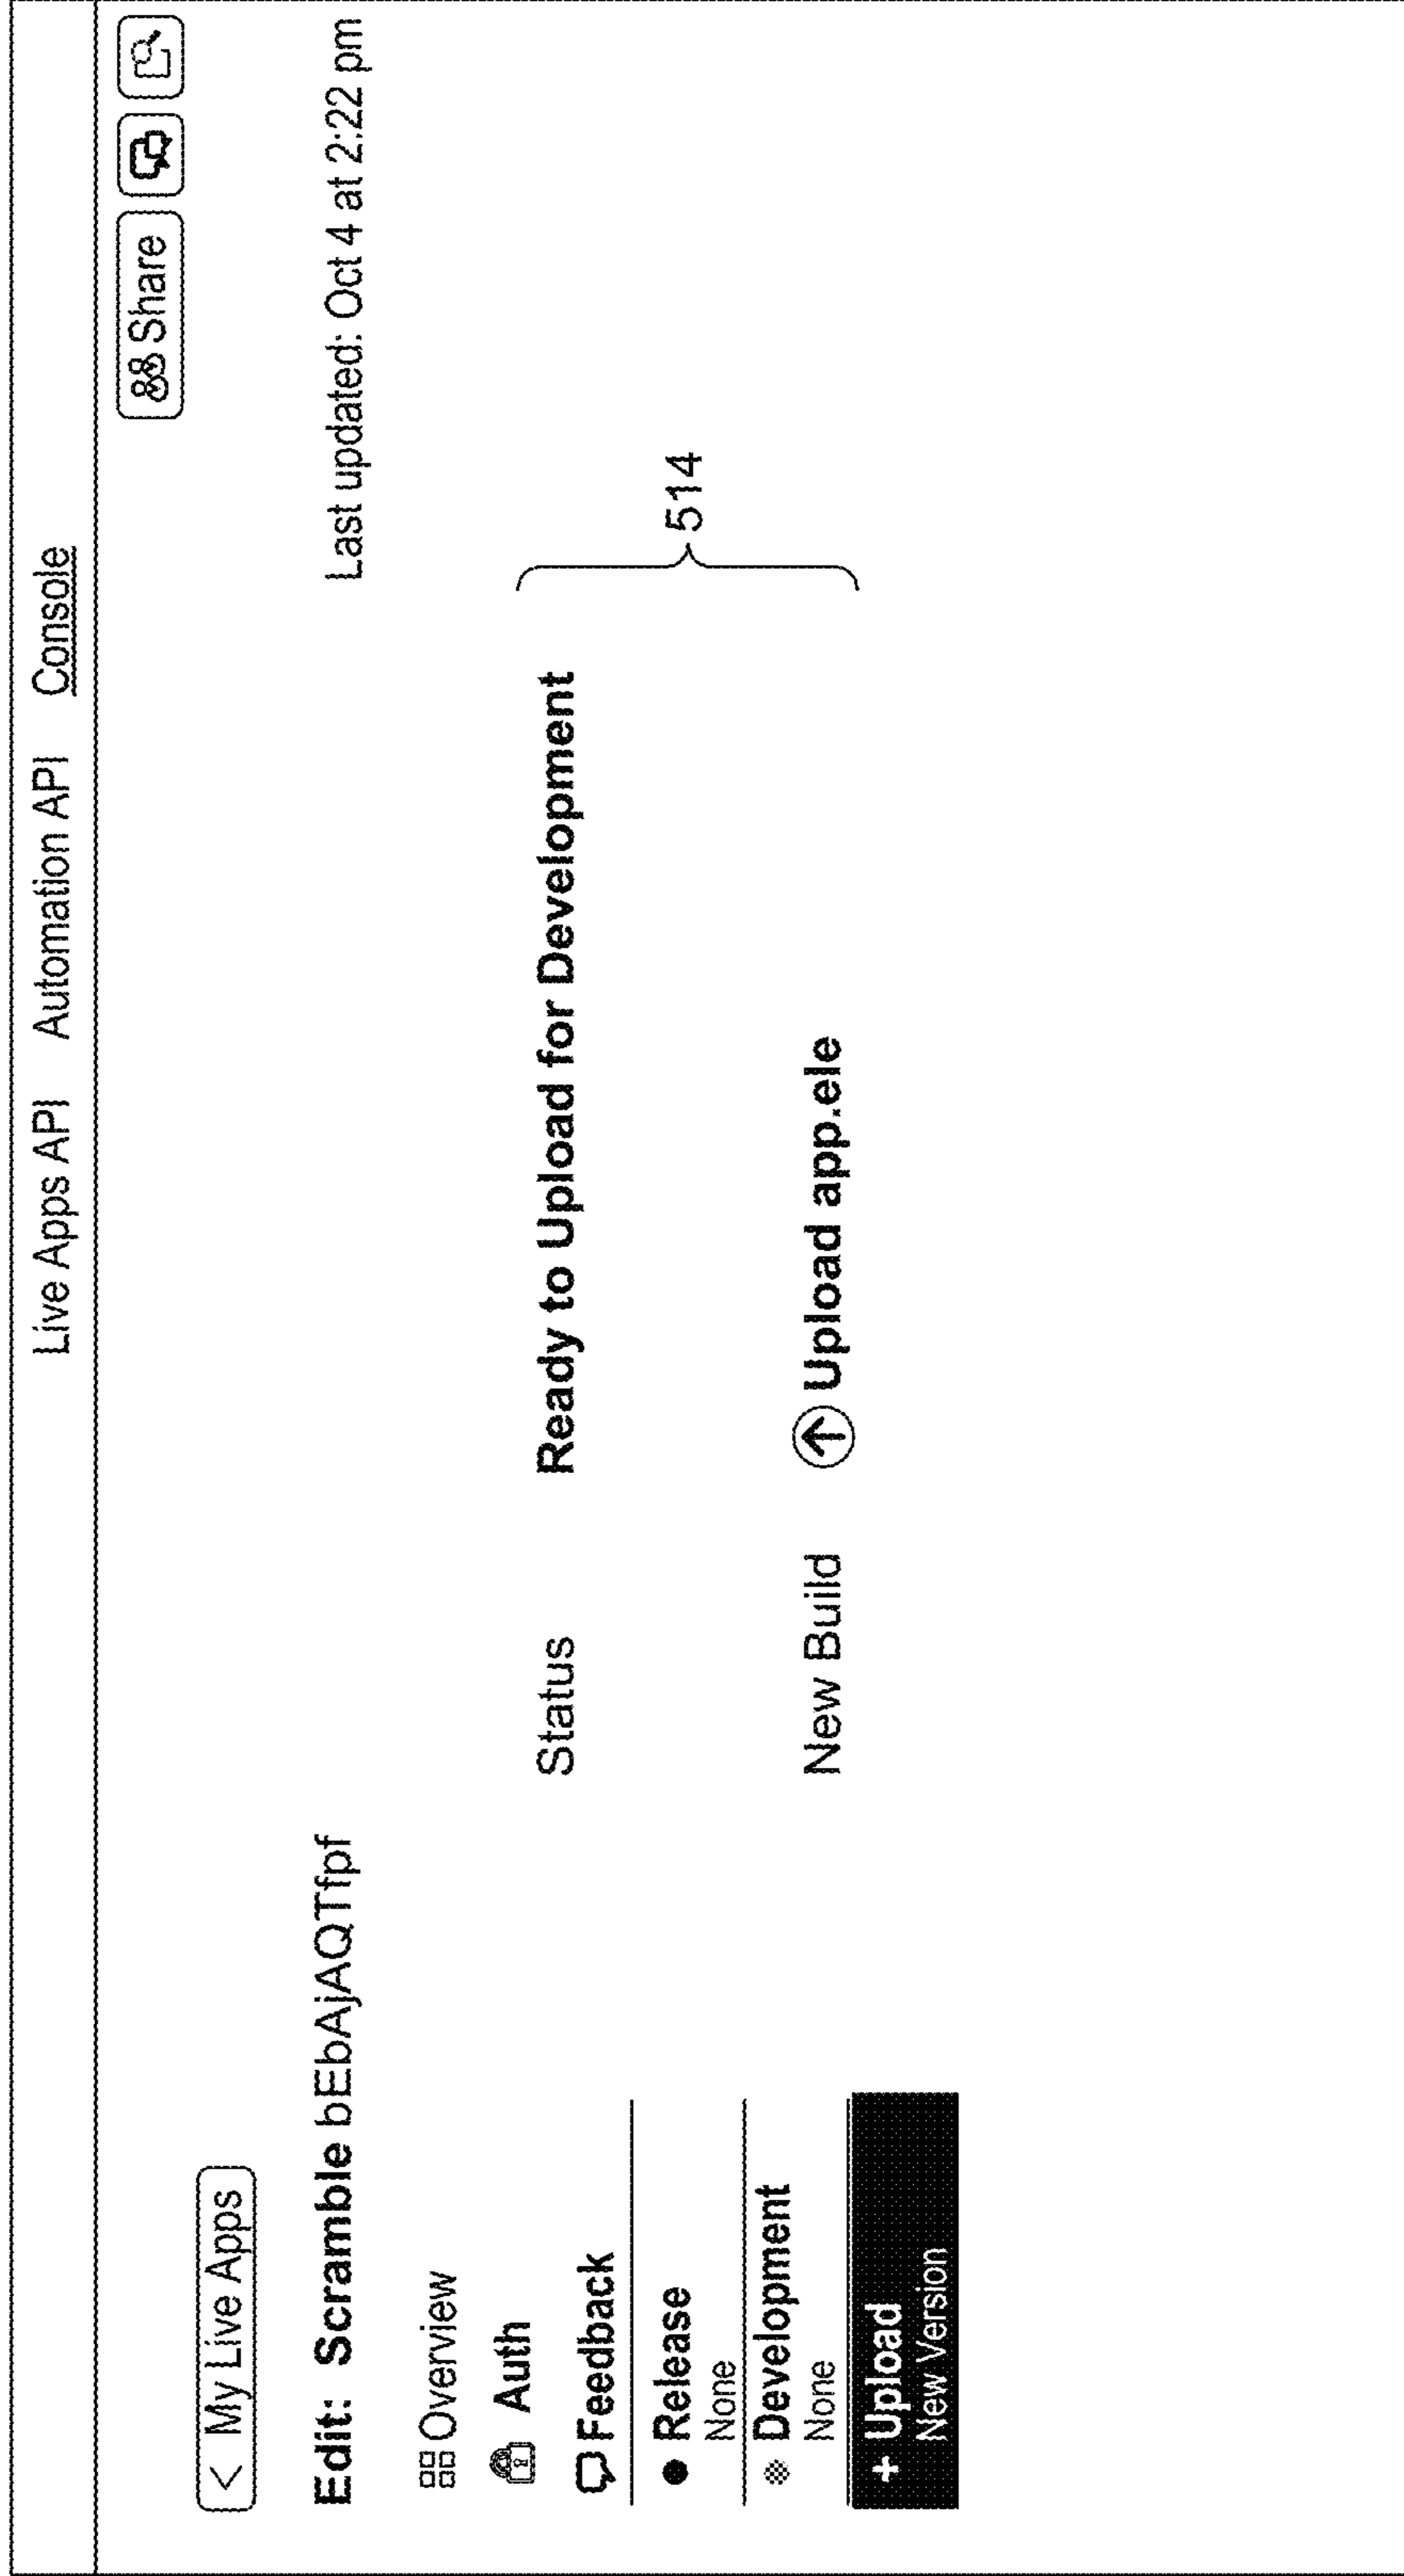 Live Apps API Automation API Console
Share
< My Live Apps
Edit: Scramble bEbAjAQTfpf
Last updated: Oct 4 at 2:22 pm
Overview
Auth
Feedback
Release
None
Development
None
+ Upload
New Version
Status Ready to Upload for Development
New Build Upload app.ele
514